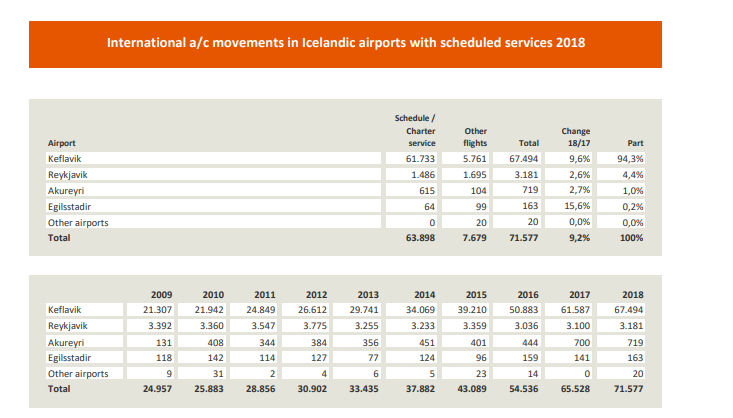 International a/c movements in Icelandic airports with scheduled services 2018
Schedule /
Charter Other Change
Airport service flights Total 18/17 Part
Keflavik 61.733 5.761 67.494 9,6% 94,3%
Reykjavik 1.486 1.695 3.181 2,6% 4,4%
Akureyri 615 104 719 2,7% 1,0%
Egilsstadir 64 99 163 15,6% 0,2%
Other airports 0 20 20 0,0% 0,0%
Total 63.898 7.679 71.577 9,2% 100%
2009 2010 2011 2012 2013 2014 2015 2016 2017 2018
Keflavik 21.307 21.942 24.849 26.612 29.741 34.069 39.210 50.883 61.587 67.494
Reykjavik 3.392 3.360 3.547 3.775 3.255 3.233 3.359 3.036 3.100 3.181
Akureyri 131 408 344 384 356 451 401 444 700 719
Egilsstadir 118 142 114 127 77 124 96 159 141 163
Other airports 9 31 2 4 6 5 23 14 0 20
Total 24.957 25.883 28.856 30.902 33.435 37.882 43.089 54.536 65.528 71.577